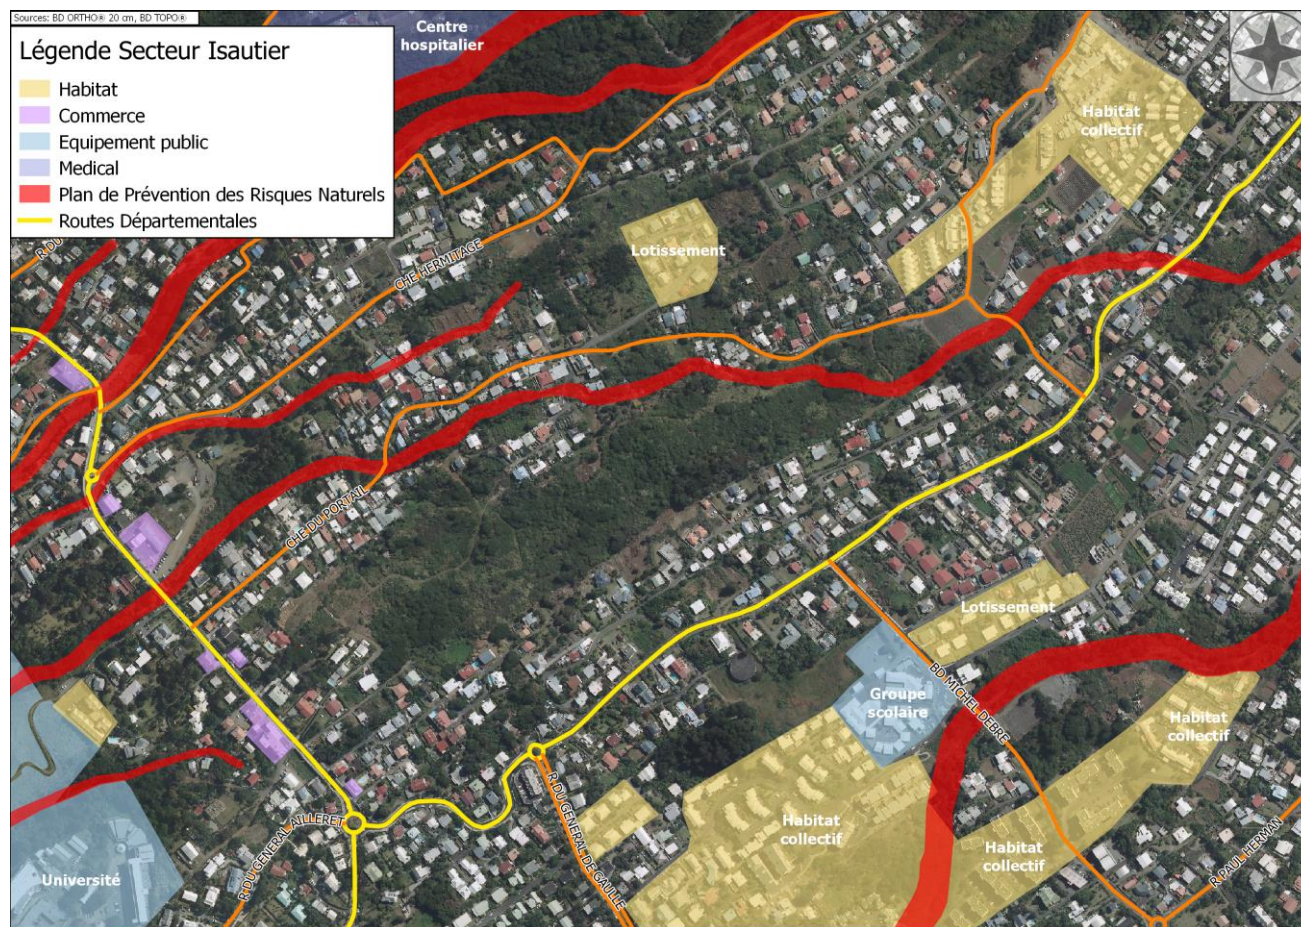 Sources: BD ORTHO® 20 cm, BD TOPO®
Légende Secteur Isautier
Habitat
Commerce
Equipement public
Medical
Plan de Prévention des Risques Naturels
Routes Départementales
Centre
hospitalier
Habitat
collectif
R DU
CHE HERMITAGE
Lotissement
CHE DU PORTAIL
Lotissement
BD MICHEL DEBRE
Groupe
scolaire
Habitat
collectif
R DU GENERAL AILLERET
R DU GENERAL DE GAULLE
Habitat
collectif
Habitat
collectif
R PAUL HERMAN
Université